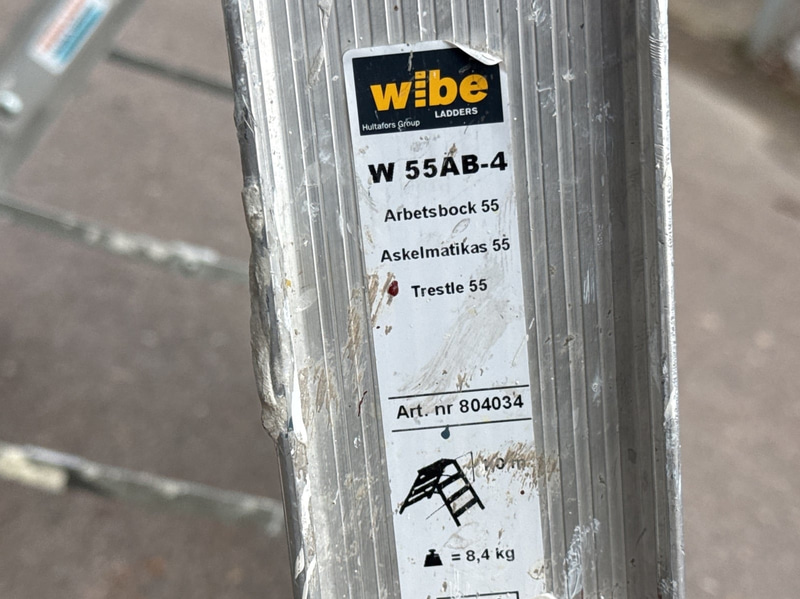 wibe
LADDERS
Hultafors Group
W 55AB-4
Arbetsbock 55
Askelmatikas 55
Trestle 55
Art. nr 804034
= 8,4 kg